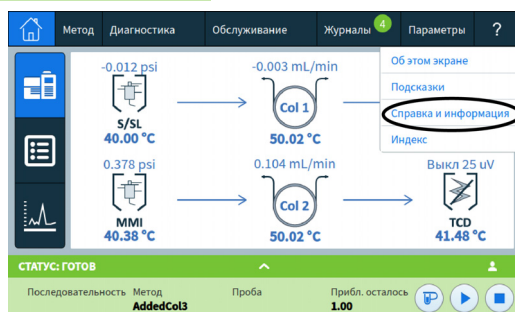 Метод Диагностика Обслуживание Журналы 4 Параметры ?
Об этом экране
Подсказки
Справка и информация
Индекс
-0.012 psi -0.003 mL/min
Col 1
S/SL
40.00 °C 50.02 °C
0.378 psi 0.104 mL/min Выкл 25 uV
Col 2
MMI TCD
40.38 °C 50.02 °C 41.48 °C
СТАТУС: ГОТОВ
Последовательность Метод Проба Прибл. осталось
AddedCol3 1.00
P